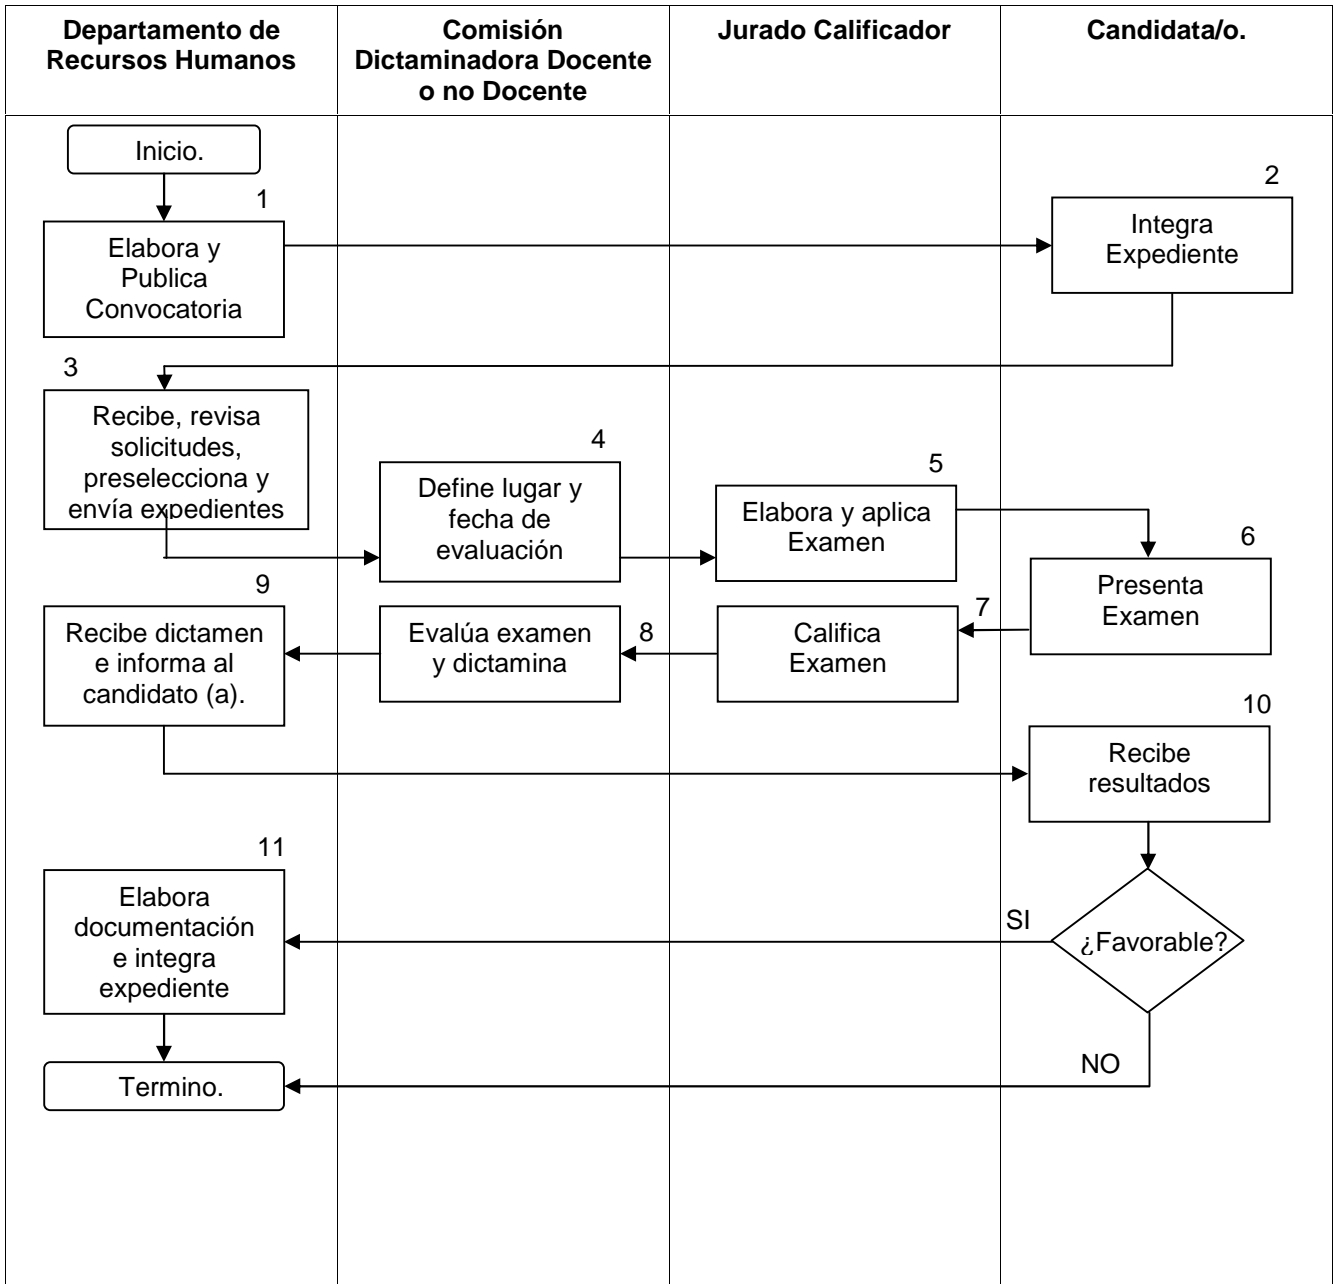 Departamento de
Recursos Humanos
Comisión
Dictaminadora Docente
o no Docente
Jurado Calificador
Candidata/o.
Inicio.
1
Elabora y
Publica
Convocatoria
2
Integra
Expediente
3
Recibe, revisa
solicitudes,
preselecciona y
envía expedientes
4
Define lugar y
fecha de
evaluación
5
Elabora y aplica
Examen
6
Presenta
Examen
7
Califica
Examen
8
Evalúa examen
y dictamina
9
Recibe dictamen
e informa al
candidato (a).
10
Recibe
resultados
¿Favorable?
SI
NO
11
Elabora
documentación
e integra
expediente
Termino.